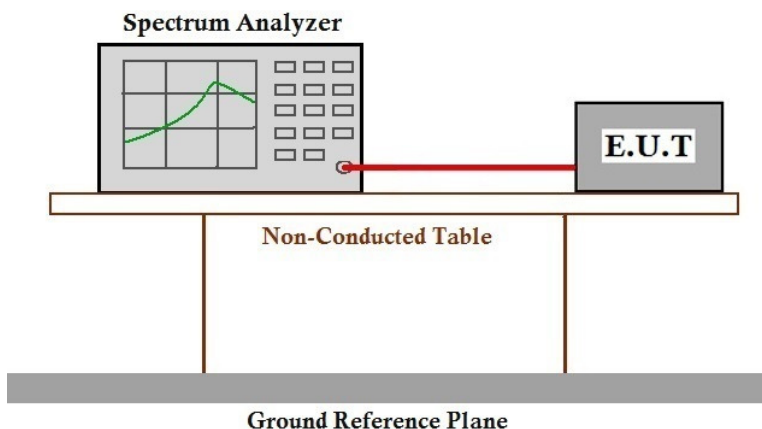 Spectrum Analyzer
E.U.T
Non-Conducted Table
Ground Reference Plane